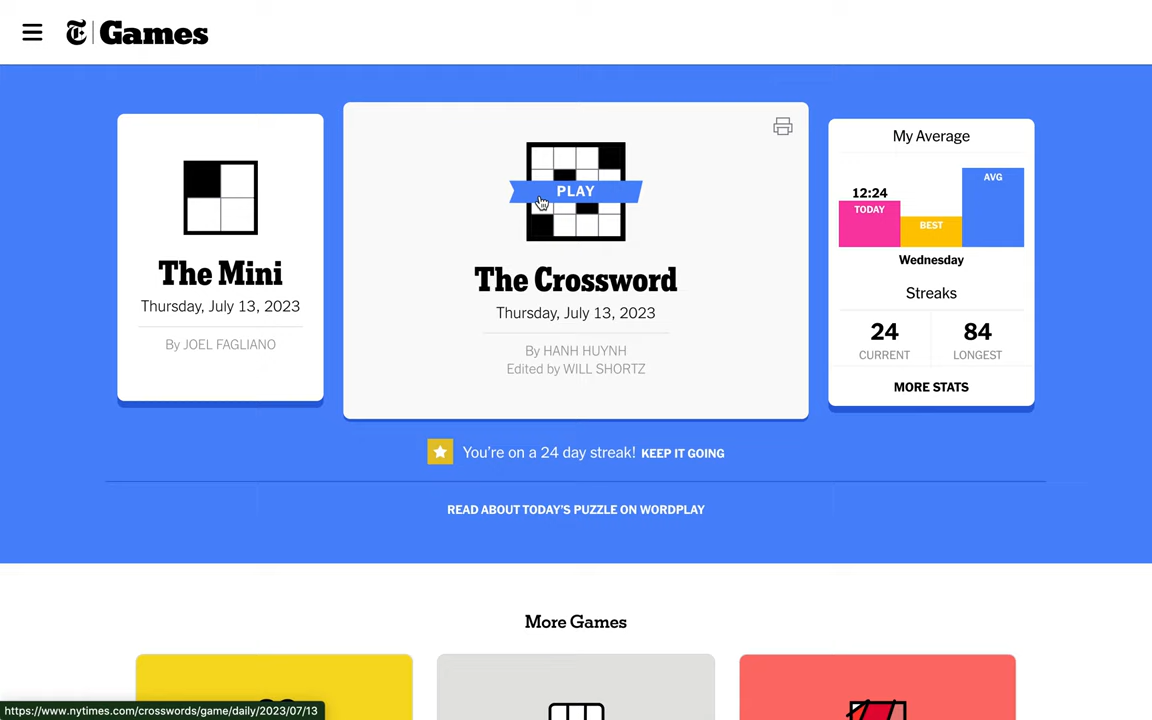 T Games
The Mini
Thursday, July 13, 2023
By JOEL FAGLIANO
PLAY
The Crossword
Thursday, July 13, 2023
By HANH HUYNH
Edited by WILL SHORTZ
My Average
12:24
TODAY
BEST
AVG
Wednesday
Streaks
24
CURRENT
84
LONGEST
MORE STATS
You're on a 24 day streak! KEEP IT GOING
READ ABOUT TODAY'S PUZZLE ON WORDPLAY
More Games
https://www.nytimes.com/crosswords/game/daily/2023/07/13